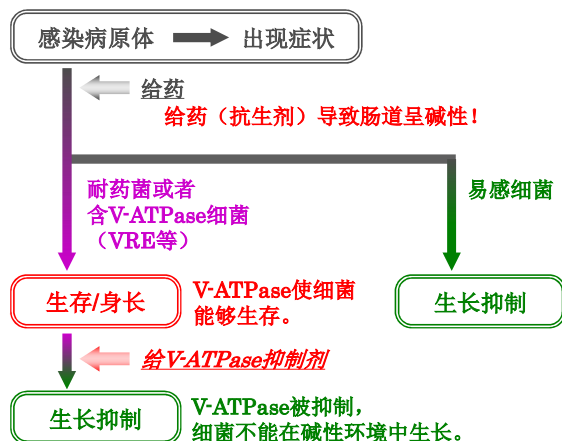 感染病原体
出现症状
给药
给药（抗生剂）导致肠道呈碱性！
耐药菌或者
含V-ATPase细菌
（VRE等）
易感细菌
生存/身长
V-ATPase使细菌
能够生存。
生长抑制
给V-ATPase抑制剂
生长抑制
V-ATPase被抑制，
细菌不能在碱性环境中生长。